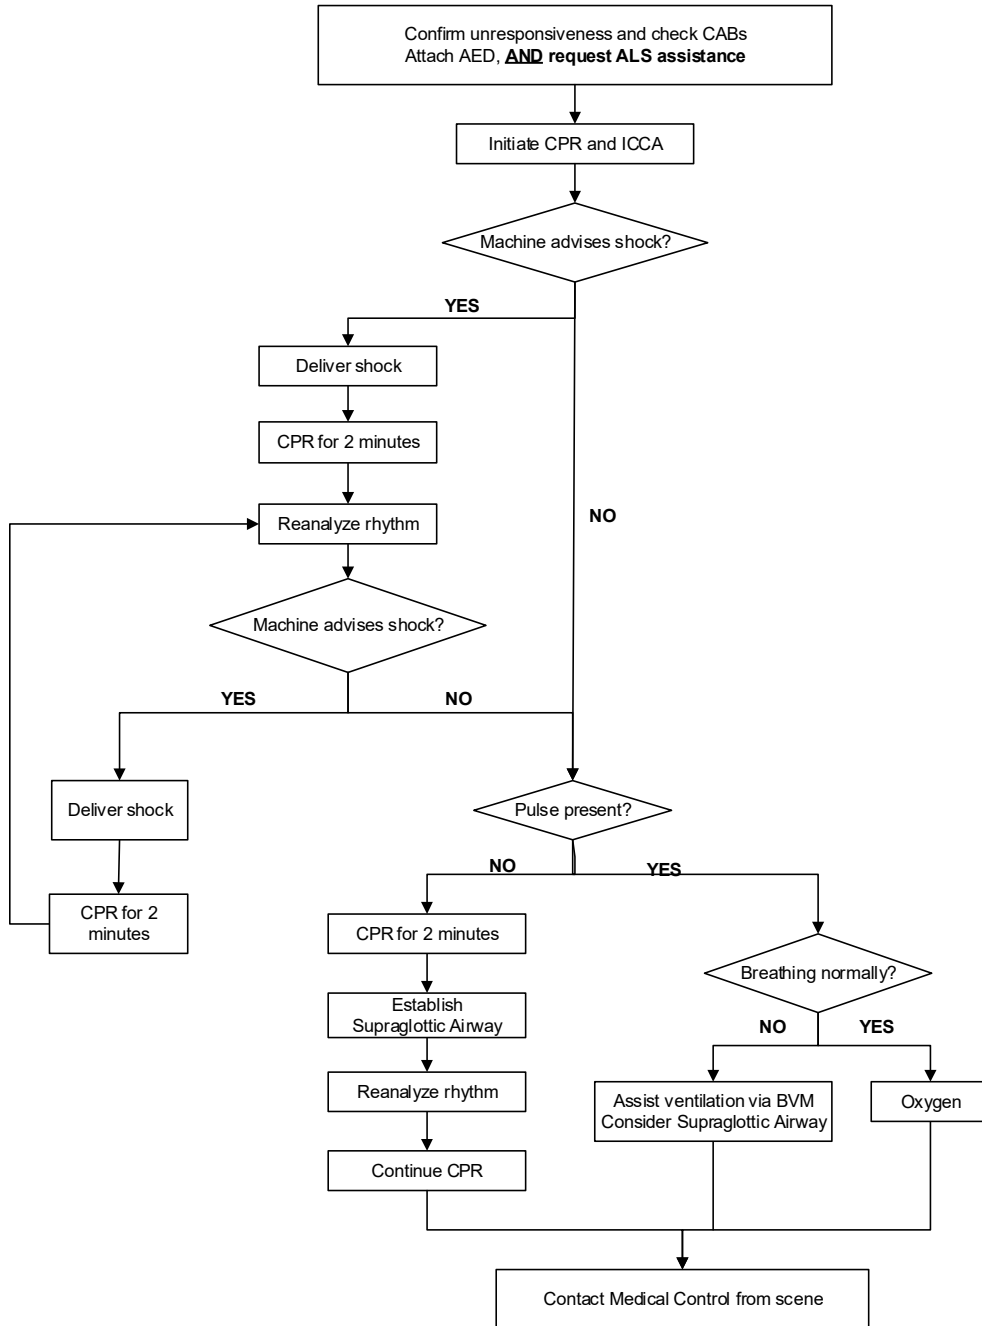 Confirm unresponsiveness and check CABs
Attach AED, AND request ALS assistance
Initiate CPR and ICCA
Machine advises shock?
YES
Deliver shock
CPR for 2 minutes
Reanalyze rhythm
NO
Machine advises shock?
YES
NO
Deliver shock
CPR for 2
minutes
Pulse present?
NO
YES
CPR for 2 minutes
Establish
Supraglottic Airway
Reanalyze rhythm
Continue CPR
Breathing normally?
NO
YES
Assist ventilation via BVM
Consider Supraglottic Airway
Oxygen
Contact Medical Control from scene